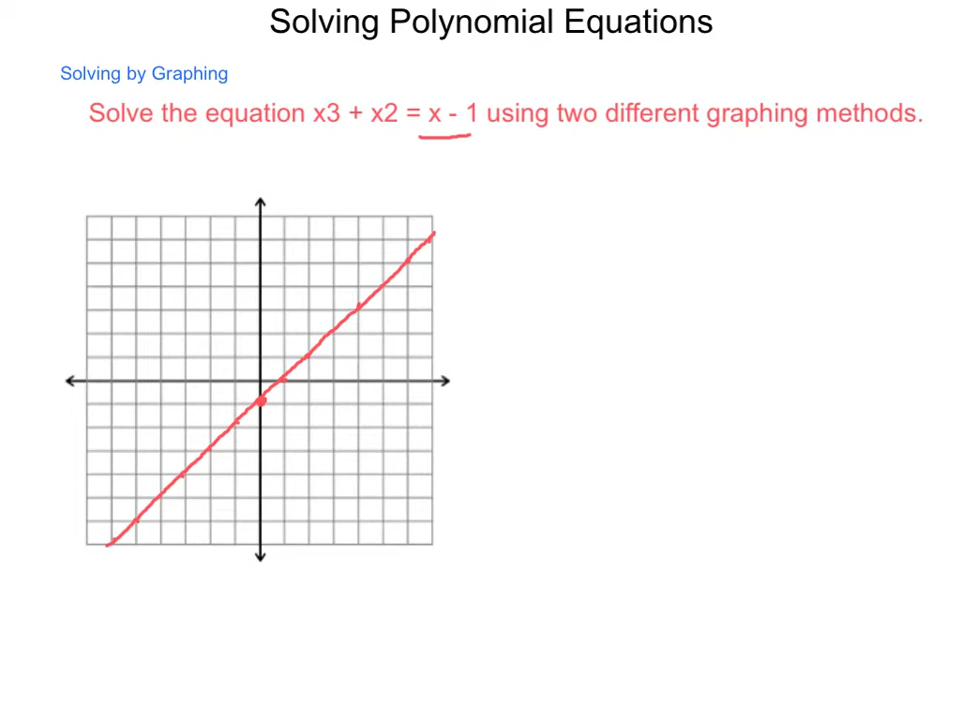 Solving Polynomial Equations
Solving by Graphing
Solve the equation x3 + x2 = x - 1 using two different graphing methods.